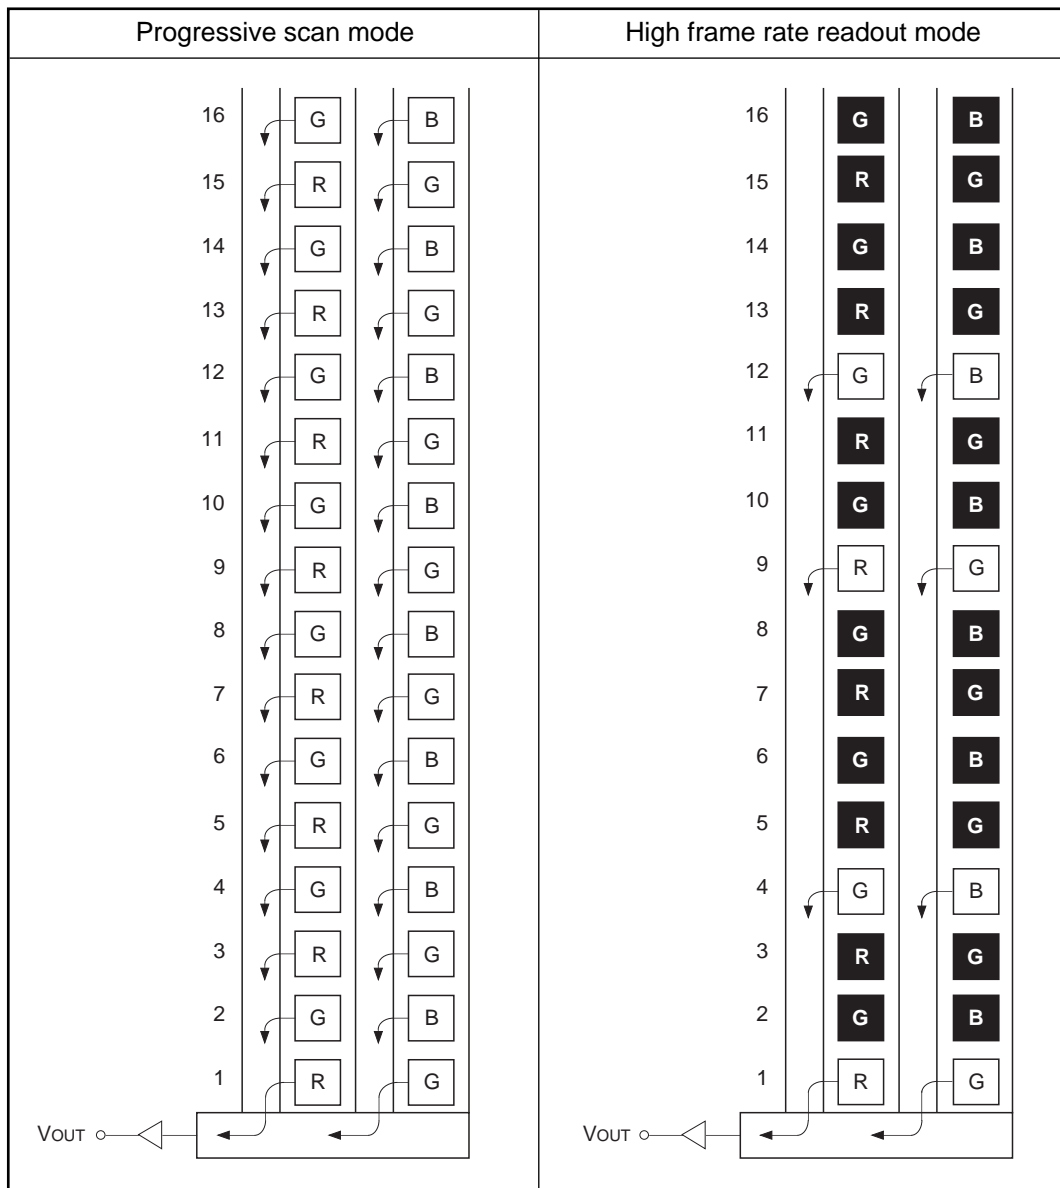 Progressive scan mode High frame rate readout mode
16 G B 16 G B
15 R G 15 R G
14 G B 14 G B
13 R G 13 R G
12 G B 12 G B
11 R G 11 R G
10 G B 10 G B
9 R G 9 R G
8 G B 8 G B
7 R G 7 R G
6 G B 6 G B
5 R G 5 R G
4 G B 4 G B
3 R G 3 R G
2 G B 2 G B
1 R G 1 R G
VOUT VOUT